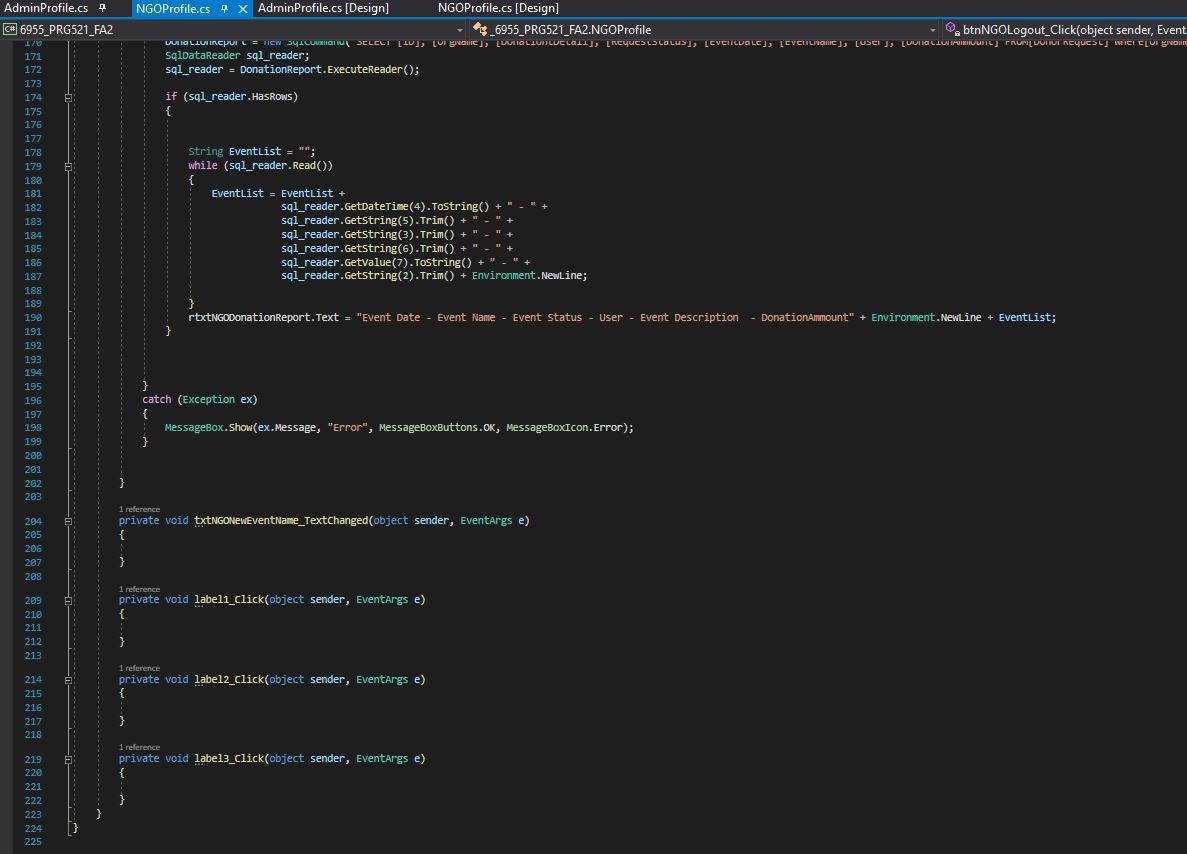 AdminProfile.cs NGOProfile.cs AdminProfile.cs [Design] NGOProfile.cs [Design]
C# 6955_PRG521_FA2 _6955_PRG521_FA2.NGOProfile btnNGOLogout_Click(object sender, Event
170 DonationReport = new SqlCommand("SELECT [ID], [OrgName], [DonationDetail], [RequestStatus], [EventDate], [EventName], [User], [DonationAmmount] FROM[DonorRequest] Where[OrgName
171 SqlDataReader sql_reader;
172 sql_reader = DonationReport.ExecuteReader();
173
174 if (sql_reader.HasRows)
175 {
176
177
178 String EventList = "";
179 while (sql_reader.Read())
180 {
181 EventList = EventList +
182 sql_reader.GetDateTime(4).ToString() + " - " +
183 sql_reader.GetString(5).Trim() + " - " +
184 sql_reader.GetString(3).Trim() + " - " +
185 sql_reader.GetString(6).Trim() + " - " +
186 sql_reader.GetValue(7).ToString() + " - " +
187 sql_reader.GetString(2).Trim() + Environment.NewLine;
188
189 }
190 rtxtNGODonationReport.Text = "Event Date - Event Name - Event Status - User - Event Description  - DonationAmmount" + Environment.NewLine + EventList;
191 }
192
193
194
195 }
196 catch (Exception ex)
197 {
198 MessageBox.Show(ex.Message, "Error", MessageBoxButtons.OK, MessageBoxIcon.Error);
199 }
200
201
202 }
203
1 reference
204 private void txtNGONewEventName_TextChanged(object sender, EventArgs e)
205 {
206
207 }
208
1 reference
209 private void label1_Click(object sender, EventArgs e)
210 {
211
212 }
213
1 reference
214 private void label2_Click(object sender, EventArgs e)
215 {
216
217 }
218
1 reference
219 private void label3_Click(object sender, EventArgs e)
220 {
221
222 }
223 }
224 }
225